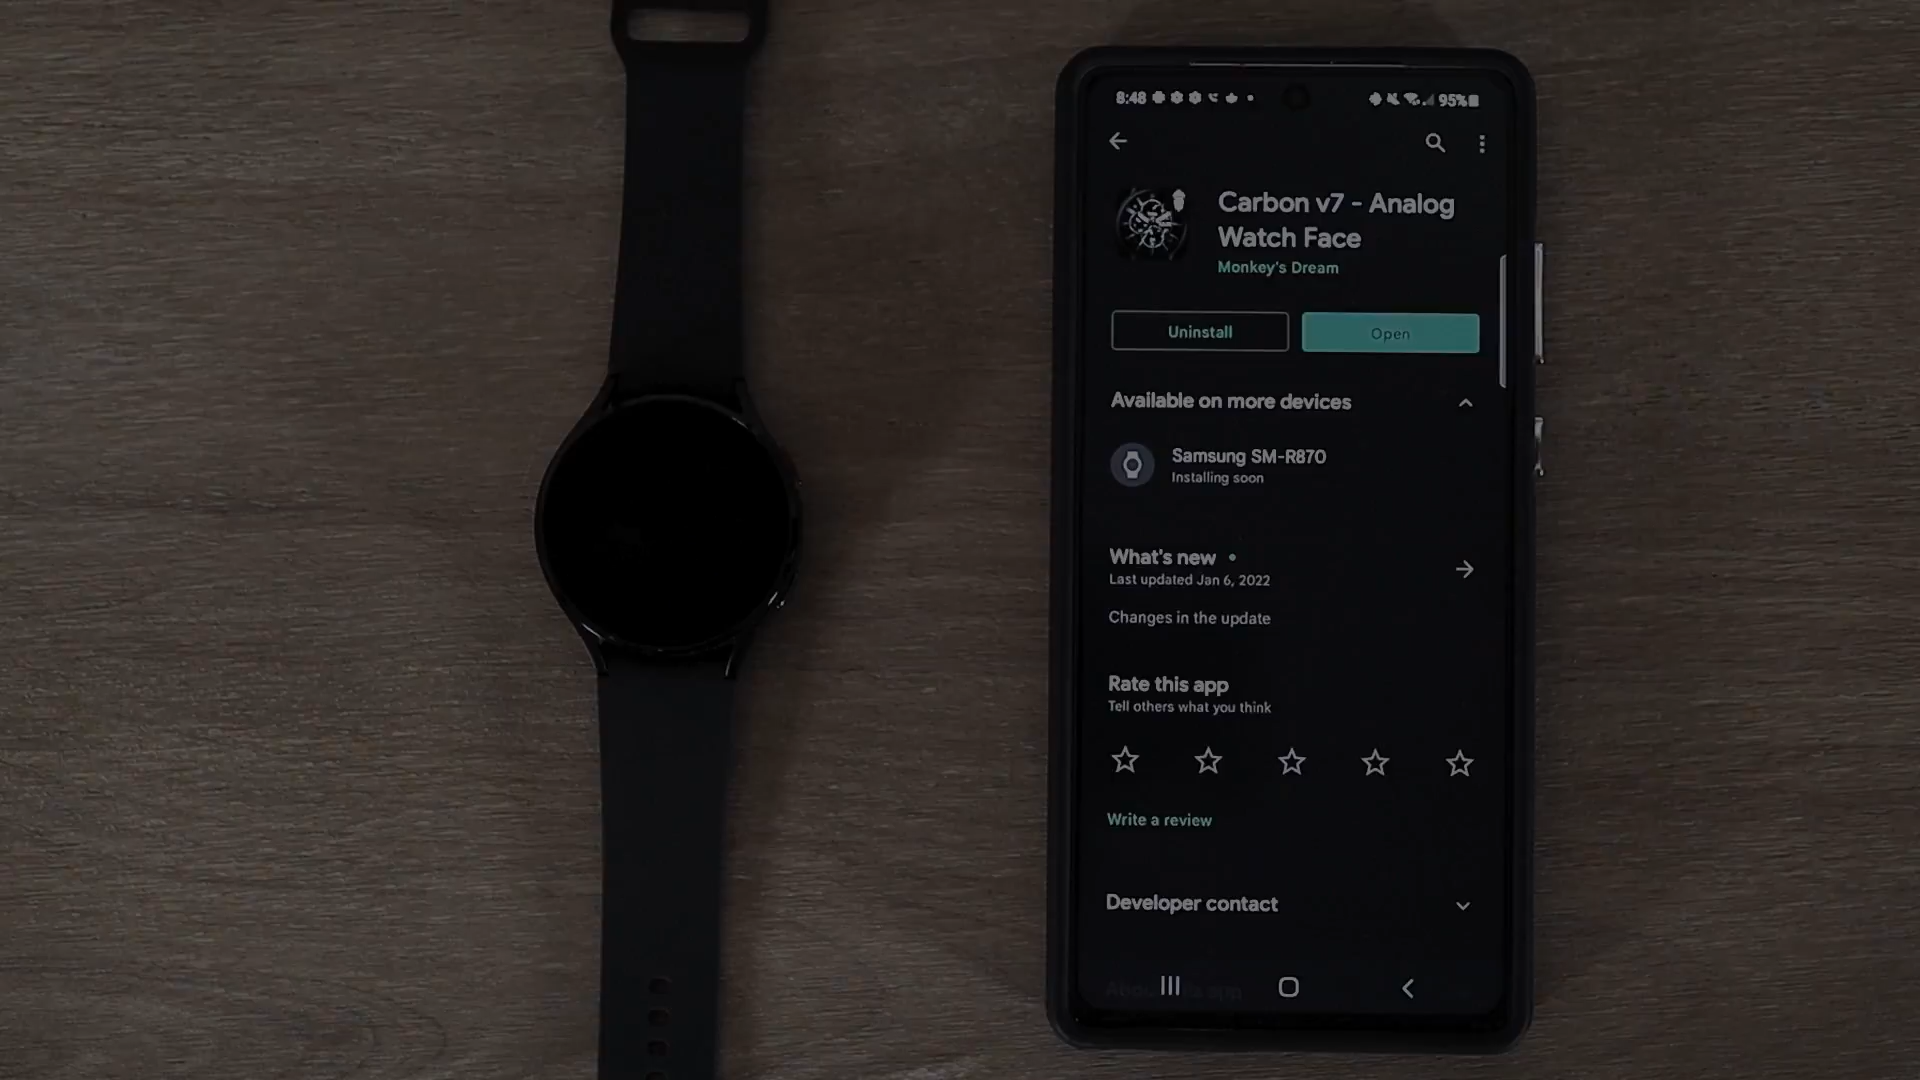 8:48
95%
Carbon v7 - Analog
Watch Face
Monkey's Dream
Uninstall
Open
Available on more devices
Samsung SM-R870
Installing soon
What's new
Last updated Jan 6, 2022
Changes in the update
Rate this app
Tell others what you think
Write a review
Developer contact